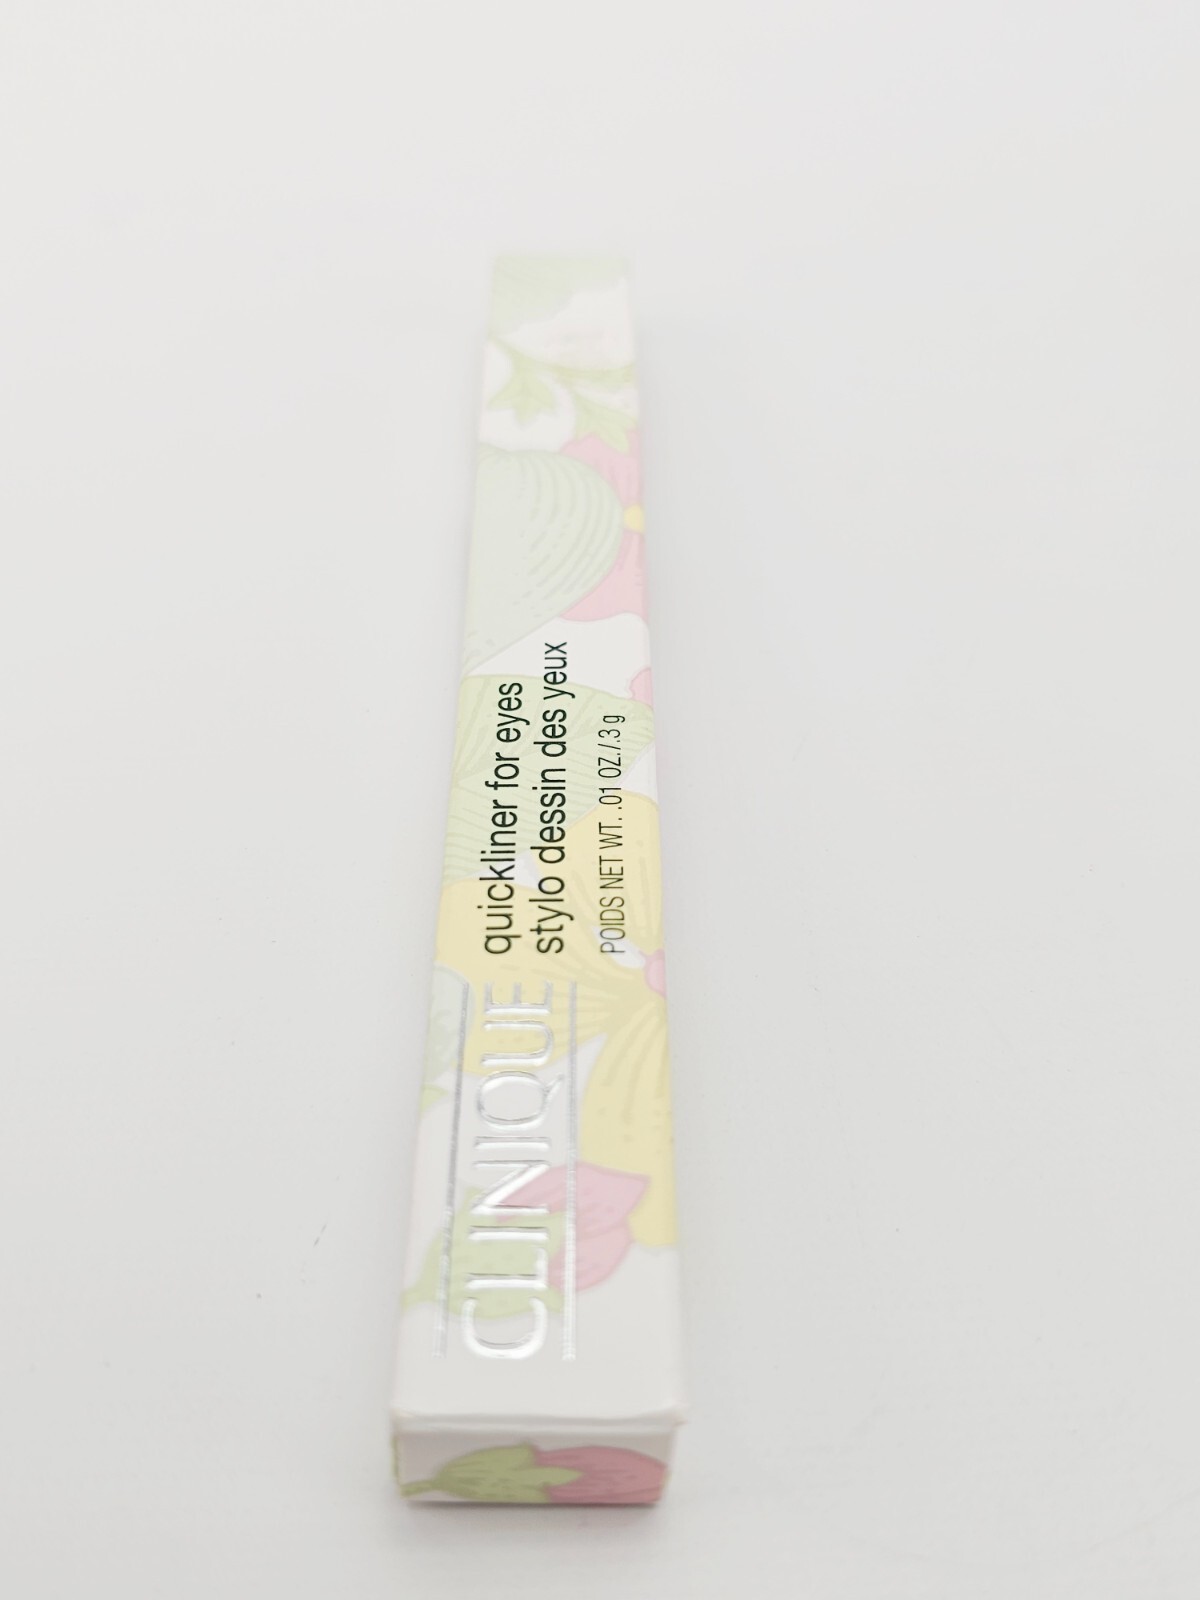 CLINIQUE
quickliner for eyes
stylo dessin des yeux
POIDS NET WT. .01 OZ./.3 g